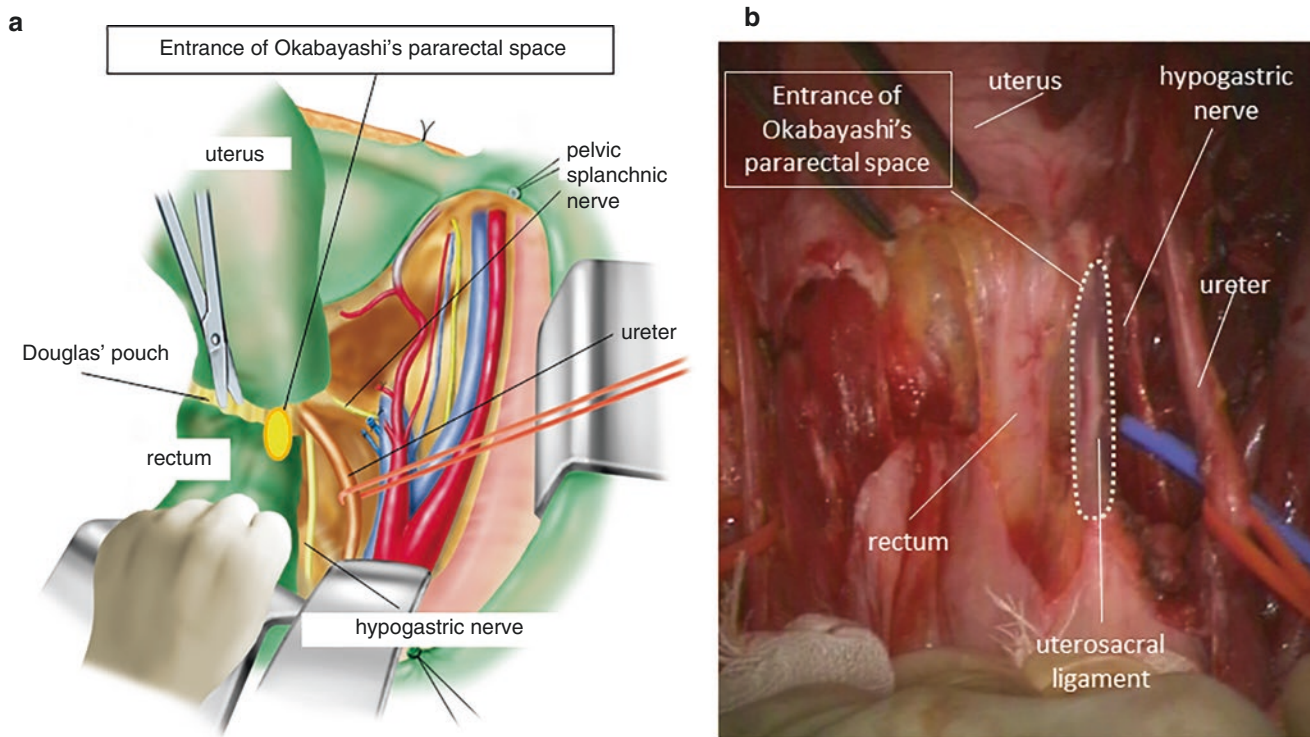 a
Entrance of Okabayashi's pararectal space
uterus
pelvic
splanchnic
nerve
ureter
Douglas' pouch
rectum
hypogastric nerve
b
Entrance of
Okabayashi's
pararectal space
uterus
hypogastric
nerve
ureter
rectum
uterosacral
ligament